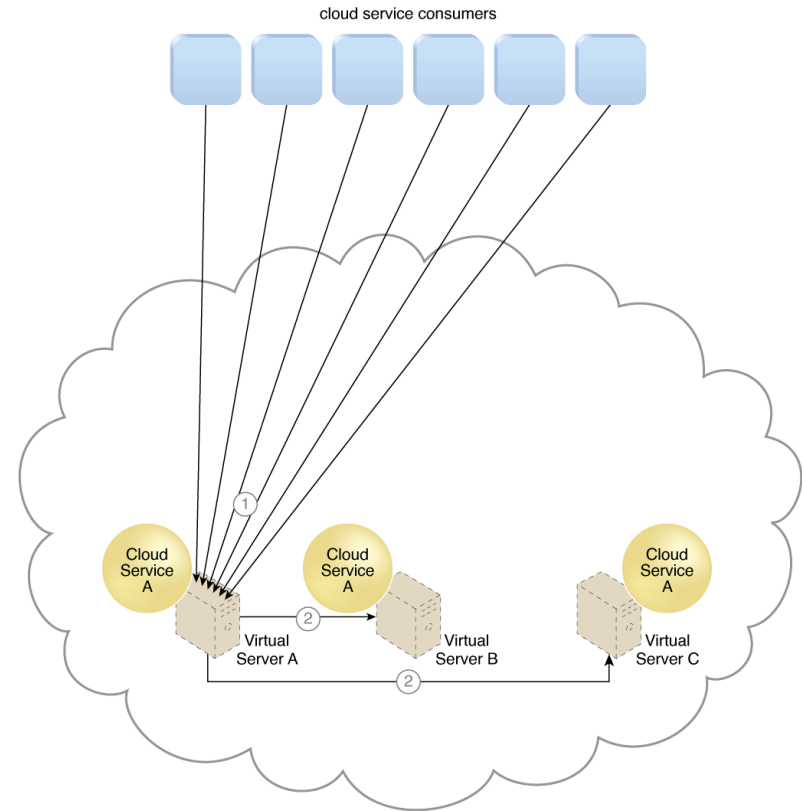 cloud service consumers
1
Cloud
Service
A
Cloud
Service
A
Cloud
Service
A
2
Virtual
Server A
Virtual
Server B
Virtual
Server C
2